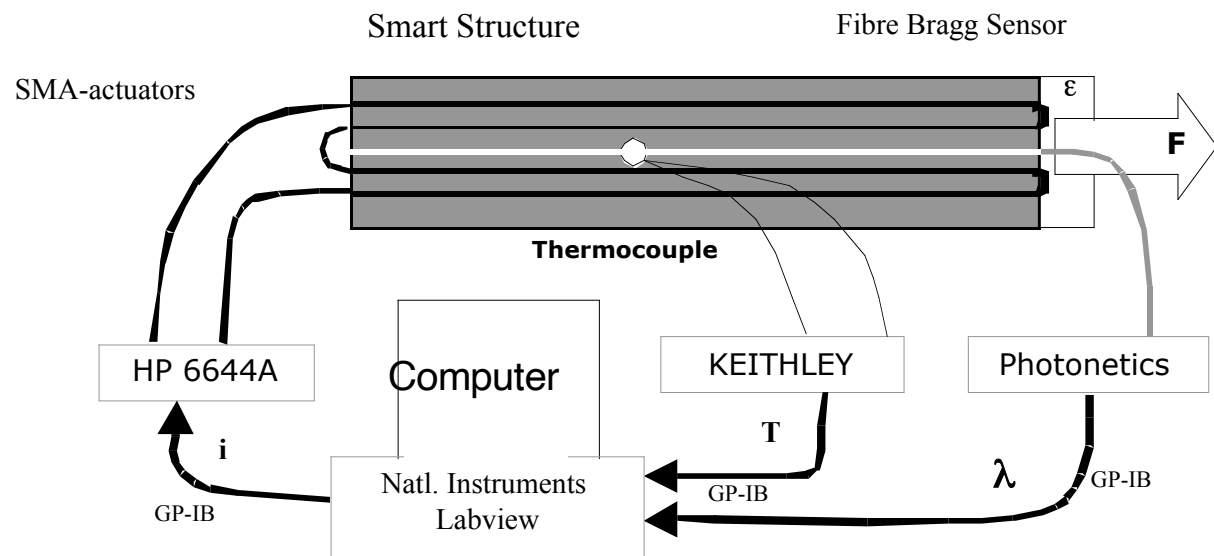 Smart Structure
Fibre Bragg Sensor
SMA-actuators
ε
F
Thermocouple
HP 6644A
Computer
KEITHLEY
Photonetics
i
T
λ
GP-IB
GP-IB
GP-IB
Natl. Instruments
Labview